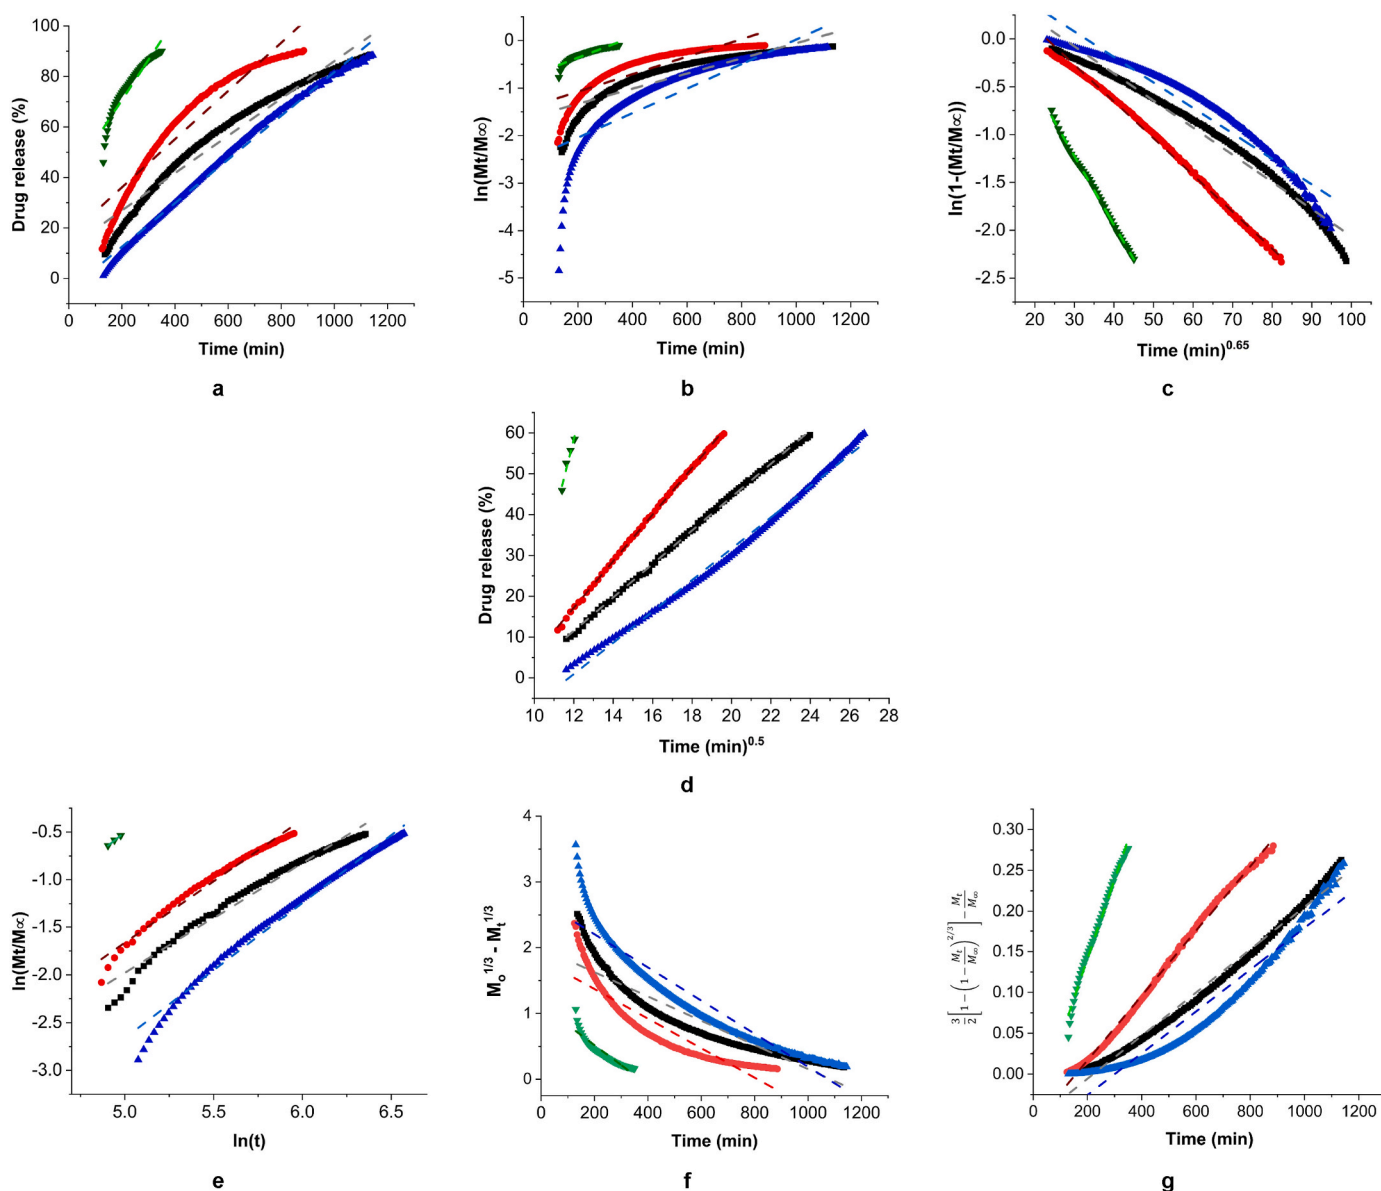 100
80
60
40
20
0
Drug release (%)
0 200 400 600 800 1000 1200
Time (min)
a
0
-1
-2
-3
-4
-5
ln(Mt/M∞)
0 200 400 600 800 1000 1200
Time (min)
b
0.0
-0.5
-1.0
-1.5
-2.0
-2.5
ln(1-(Mt/M∝))
20 30 40 50 60 70 80 90 100
Time (min)^0.65
c
60
50
40
30
20
10
0
Drug release (%)
10 12 14 16 18 20 22 24 26 28
Time (min)^0.5
d
-0.5
-1.0
-1.5
-2.0
-2.5
-3.0
ln(Mt/M∝)
5.0 5.5 6.0 6.5
ln(t)
e
4
3
2
1
0
M₀^1/3 - Mₜ^1/3
0 200 400 600 800 1000 1200
Time (min)
f
0.30
0.25
0.20
0.15
0.10
0.05
0.00
3/2[1-(1-Mₜ/M∞)^2/3]-Mₜ/M∞
0 200 400 600 800 1000 1200
Time (min)
g